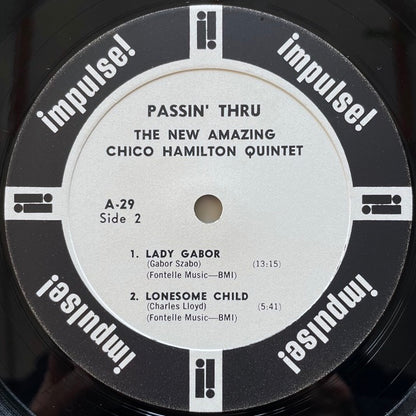 impulse!
impulse!
PASSIN' THRU
THE NEW AMAZING
CHICO HAMILTON QUINTET
A-29
Side 2
1. LADY GABOR
(Gabor Szabo) (13:15)
(Fontelle Music—BMI)
2. LONESOME CHILD
(Charles Lloyd) (5:41)
(Fontelle Music—BMI)
impulse!
impulse!